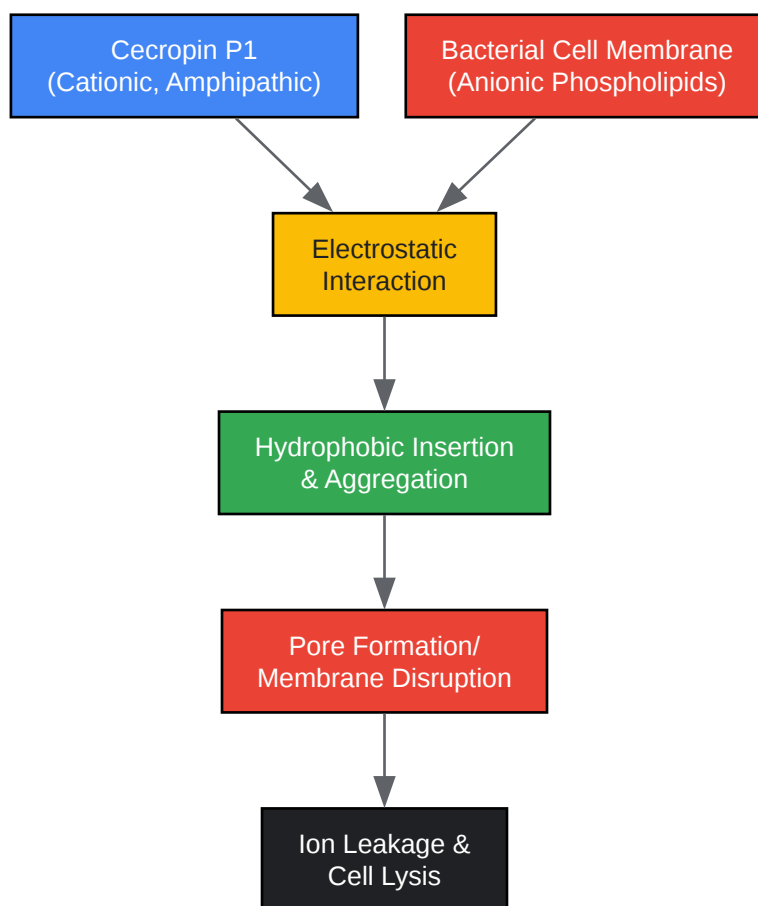 Cecropin P1
(Cationic, Amphipathic)
Bacterial Cell Membrane
(Anionic Phospholipids)
Electrostatic
Interaction
Hydrophobic Insertion
& Aggregation
Pore Formation/
Membrane Disruption
Ion Leakage &
Cell Lysis